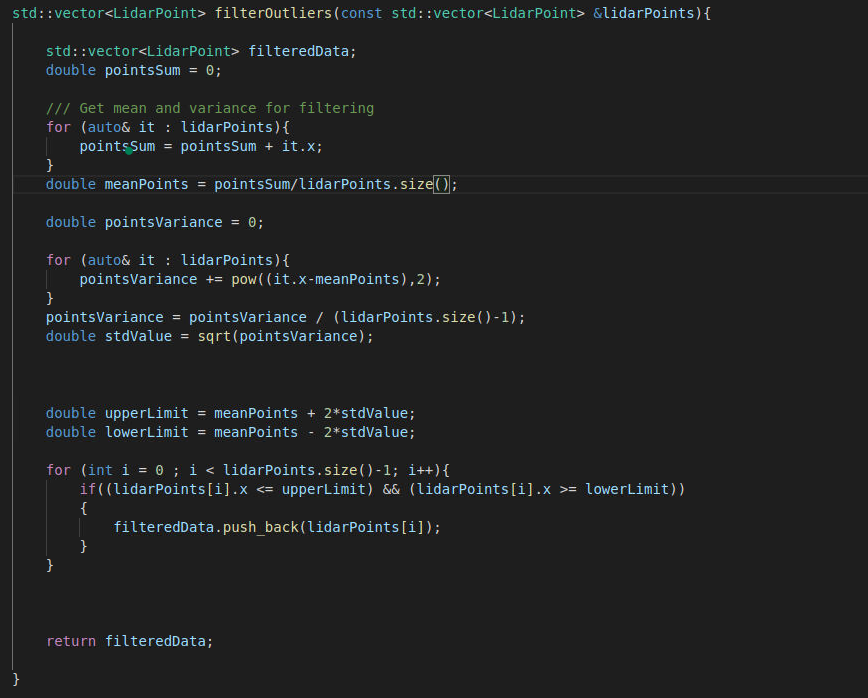 std::vector<LidarPoint> filterOutliers(const std::vector<LidarPoint> &lidarPoints){
std::vector<LidarPoint> filteredData;
double pointsSum = 0;
/// Get mean and variance for filtering
for (auto& it : lidarPoints){
pointsSum = pointsSum + it.x;
}
double meanPoints = pointsSum/lidarPoints.size();
double pointsVariance = 0;
for (auto& it : lidarPoints){
pointsVariance += pow((it.x-meanPoints),2);
}
pointsVariance = pointsVariance / (lidarPoints.size()-1);
double stdValue = sqrt(pointsVariance);
double upperLimit = meanPoints + 2*stdValue;
double lowerLimit = meanPoints - 2*stdValue;
for (int i = 0 ; i < lidarPoints.size()-1; i++){
if((lidarPoints[i].x <= upperLimit) && (lidarPoints[i].x >= lowerLimit))
{
filteredData.push_back(lidarPoints[i]);
}
}
return filteredData;
}